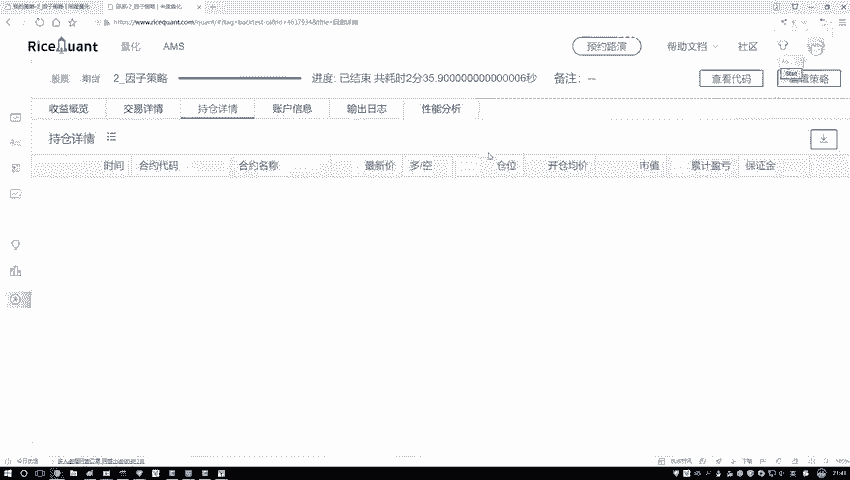 RiceQuant 量化 AMS 预约路演 帮助文档 社区
股票 期货 2_因子策略 进度: 已结束 共耗时2分35.900000000000006秒 备注: -- 查看代码 编辑策略
收益概览 交易详情 持仓详情 账户信息 输出日志 性能分析
持仓详情
时间 合约代码 合约名称 最新价 多/空 仓位 开仓均价 市值 累计盈亏 保证金
21:41